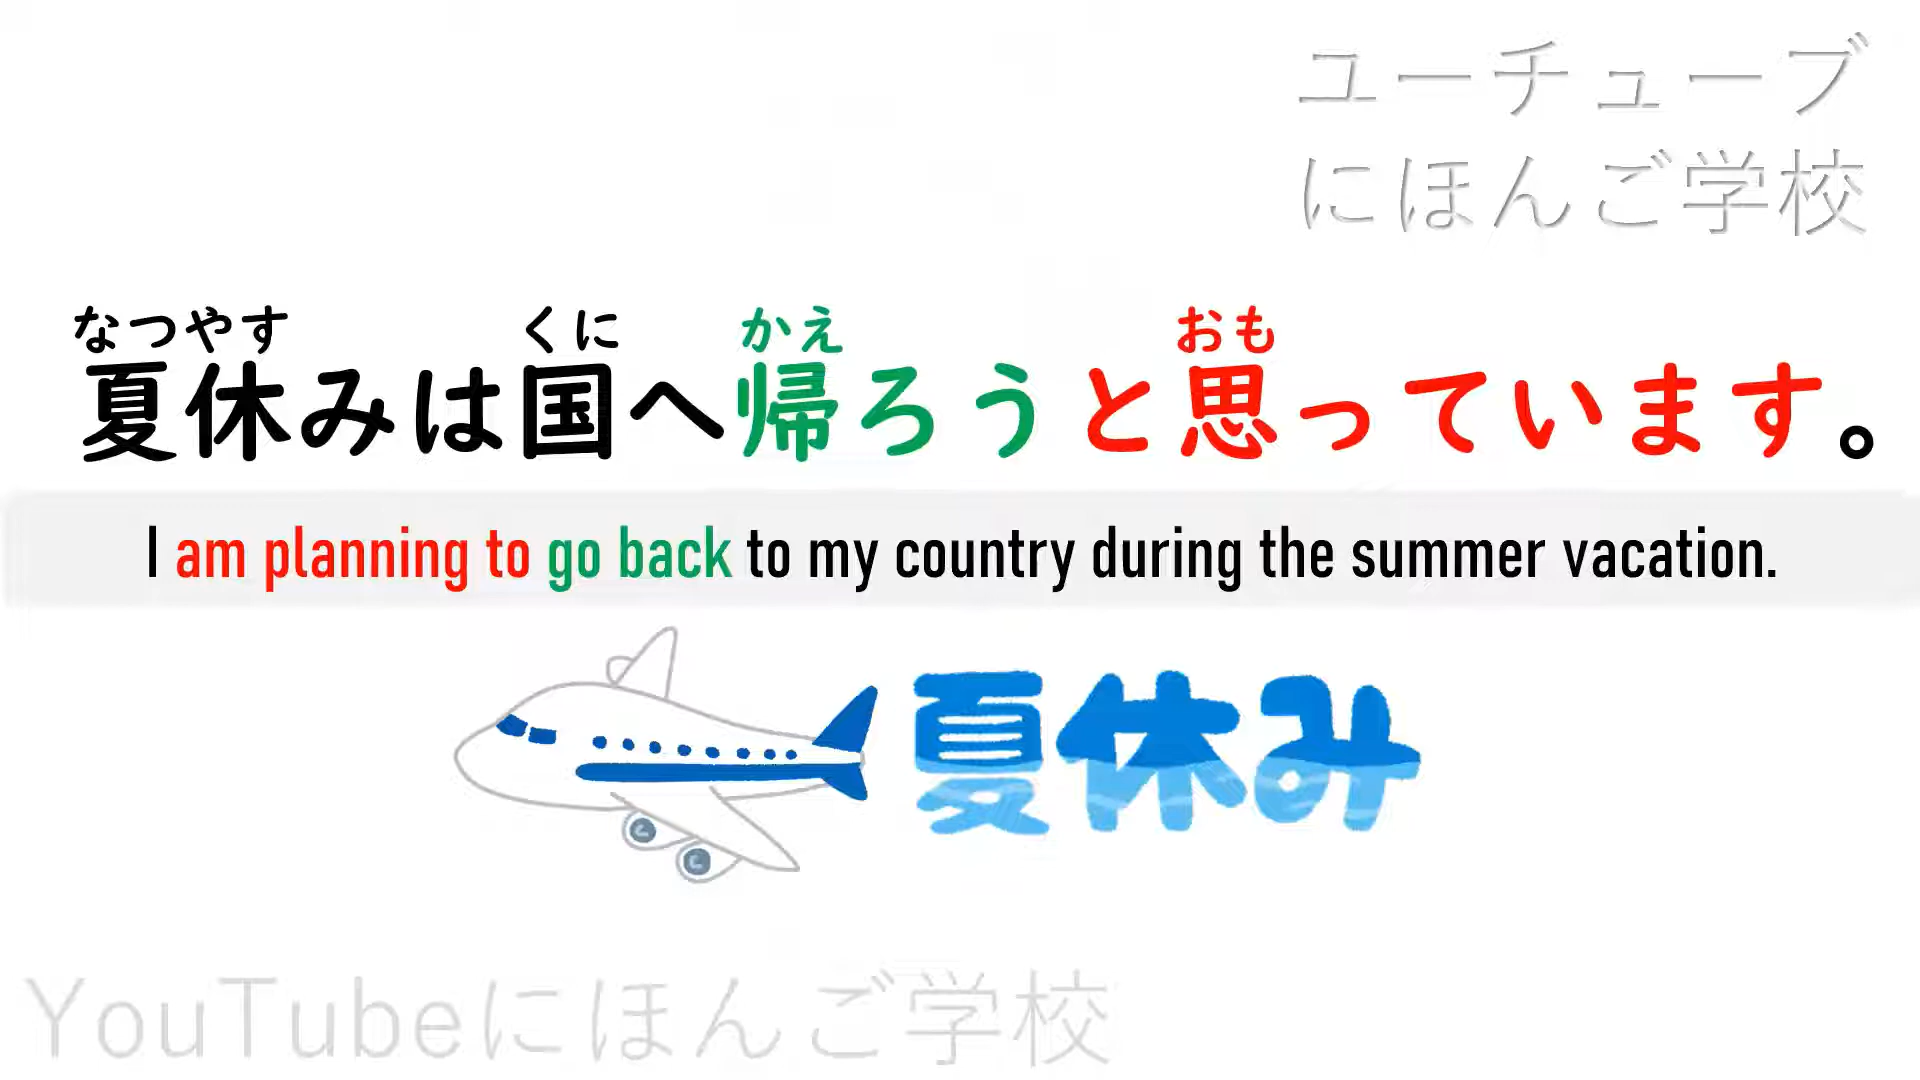 ユーチューブ
にほんご学校
なつやす くに かえ おも
夏休みは国へ帰ろうと思っています。
I am planning to go back to my country during the summer vacation.
夏休み
YouTubeにほんご学校